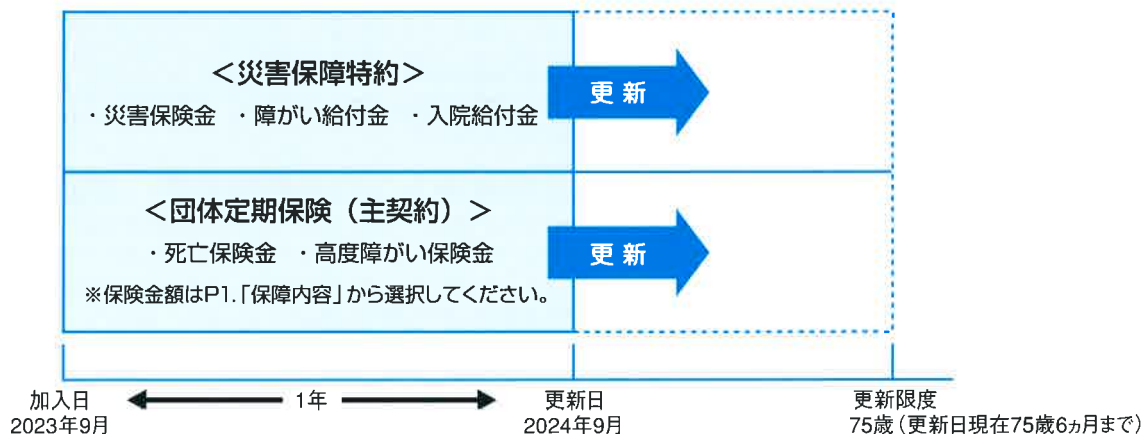 ＜災害保障特約＞
・災害保険金　・障がい給付金　・入院給付金
更 新
＜団体定期保険（主契約）＞
・死亡保険金　・高度障がい保険金
※保険金額はP1.「保障内容」から選択してください。
更 新
加入日
2023年9月
1年
更新日
2024年9月
更新限度
75歳（更新日現在75歳6ヵ月まで）